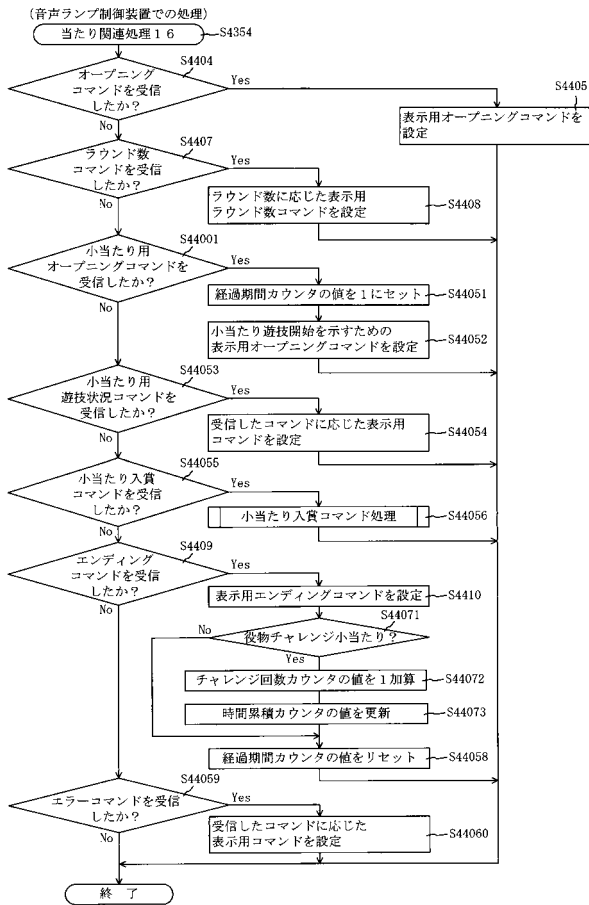 (音声ランプ制御装置での処理)
当たり関連処理16
S4354
S4404
オープニング
コマンドを受信
したか?
Yes
No
S4405
表示用オープニングコマンドを
設定
S4407
ラウンド数
コマンドを受信
したか?
Yes
No
ラウンド数に応じた表示用
ラウンド数コマンドを設定
S4408
S44001
小当たり用
オープニングコマンドを
受信したか?
Yes
No
経過期間カウンタの値を1にセット
S44051
小当たり遊技開始を示すための
表示用オープニングコマンドを設定
S44052
S44053
小当たり用
遊技状況コマンドを
受信したか?
Yes
No
受信したコマンドに応じた表示用
コマンドを設定
S44054
S44055
小当たり入賞
コマンドを受信
したか?
Yes
No
小当たり入賞コマンド処理
S44056
S4409
エンディング
コマンドを受信
したか?
Yes
No
表示用エンディングコマンドを設定
S4410
S44071
役物チャレンジ小当たり?
No
Yes
チャレンジ回数カウンタの値を1加算
S44072
時間累積カウンタの値を更新
S44073
経過期間カウンタの値をリセット
S44058
S44059
エラーコマンドを受信
したか?
Yes
No
受信したコマンドに応じた
表示用コマンドを設定
S44060
終了